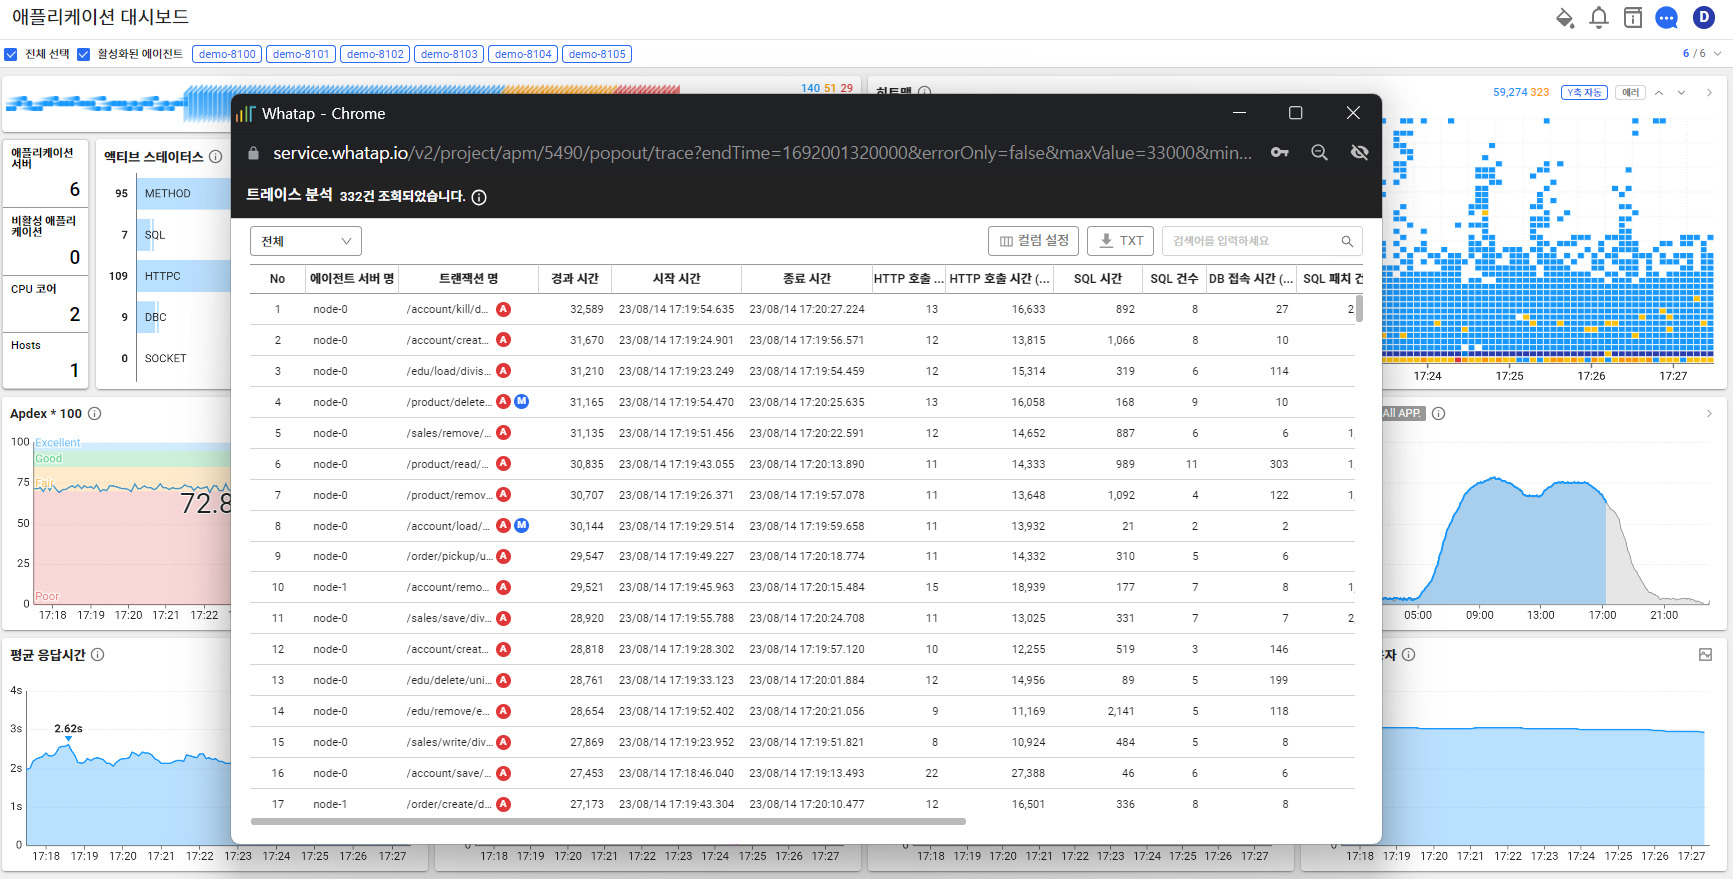 애플리케이션 대시보드
D
전체 선택 활성화된 에이전트 demo-8100 demo-8101 demo-8102 demo-8103 demo-8104 demo-8105
6 / 6
140 51 29
59,274 323 Y축 자동 에러
애플리케이션 서버
6
비활성 애플리케이션
0
CPU 코어
2
Hosts
1
액티브 스테이터스
95 METHOD
7 SQL
109 HTTPC
9 DBC
0 SOCKET
Whatap - Chrome
service.whatap.io/v2/project/apm/5490/popout/trace?endTime=1692001320000&errorOnly=false&maxValue=33000&min...
트레이스 분석 332건 조회되었습니다.
전체 컬럼 설정 TXT 검색어를 입력하세요
No 에이전트 서버 명 트랜잭션 명 경과 시간 시작 시간 종료 시간 HTTP 호출 ... HTTP 호출 시간 (... SQL 시간 SQL 건수 DB 접속 시간 (... SQL 패치 건
1 node-0 /account/kill/d... A 32,589 23/08/14 17:19:54.635 23/08/14 17:20:27.224 13 16,633 892 8 27 2,
2 node-0 /account/creat... A 31,670 23/08/14 17:19:24.901 23/08/14 17:19:56.571 12 13,815 1,066 8 10
3 node-0 /edu/load/divis... A 31,210 23/08/14 17:19:23.249 23/08/14 17:19:54.459 12 15,314 319 6 114
4 node-0 /product/delete... A M 31,165 23/08/14 17:19:54.470 23/08/14 17:20:25.635 13 16,058 168 9 10
5 node-0 /sales/remove/... A 31,135 23/08/14 17:19:51.456 23/08/14 17:20:22.591 12 14,652 887 6 6 1,
6 node-0 /product/read/... A 30,835 23/08/14 17:19:43.055 23/08/14 17:20:13.890 11 14,333 989 11 303 1,
7 node-0 /product/remov... A 30,707 23/08/14 17:19:26.371 23/08/14 17:19:57.078 11 13,648 1,092 4 122 1,
8 node-0 /account/load/... A M 30,144 23/08/14 17:19:29.514 23/08/14 17:19:59.658 11 13,932 21 2 2
9 node-0 /order/pickup/u... A 29,547 23/08/14 17:19:49.227 23/08/14 17:20:18.774 11 14,332 310 5 6
10 node-1 /account/remo... A 29,521 23/08/14 17:19:45.963 23/08/14 17:20:15.484 15 18,939 177 7 8 1,
11 node-0 /sales/save/div... A 28,920 23/08/14 17:19:55.788 23/08/14 17:20:24.708 11 13,025 331 7 7 2,
12 node-0 /account/creat... A 28,818 23/08/14 17:19:28.302 23/08/14 17:19:57.120 10 12,255 519 3 146
13 node-0 /edu/delete/uni... A 28,761 23/08/14 17:19:33.123 23/08/14 17:20:01.884 12 14,956 89 5 199
14 node-0 /edu/remove/e... A 28,654 23/08/14 17:19:52.402 23/08/14 17:20:21.056 9 11,169 2,141 5 118
15 node-0 /sales/write/div... A 27,869 23/08/14 17:19:23.952 23/08/14 17:19:51.821 8 10,924 484 5 8
16 node-0 /account/save/... A 27,453 23/08/14 17:18:46.040 23/08/14 17:19:13.493 22 27,388 46 6 6
17 node-1 /order/create/d... A 27,173 23/08/14 17:19:43.304 23/08/14 17:20:10.477 12 16,501 336 8 8
17:24 17:25 17:26 17:27
Apdex * 100
100 Excellent
Good
75 Fair
72.8
50
25
Poor
0
17:18 17:19 17:20 17:21 17:22
All APP.
05:00 09:00 13:00 17:00 21:00
평균 응답시간
4s
3s 2.62s
2s
1s
0
17:18 17:19 17:20 17:21 17:22 17:23 17:24 17:25 17:26 17:27
0
17:18 17:19 17:20 17:21 17:22 17:23 17:24 17:25 17:26 17:27
0
17:18 17:19 17:20 17:21 17:22 17:23 17:24 17:25 17:26 17:27
0
17:18 17:19 17:20 17:21 17:22 17:23 17:24 17:25 17:26 17:27